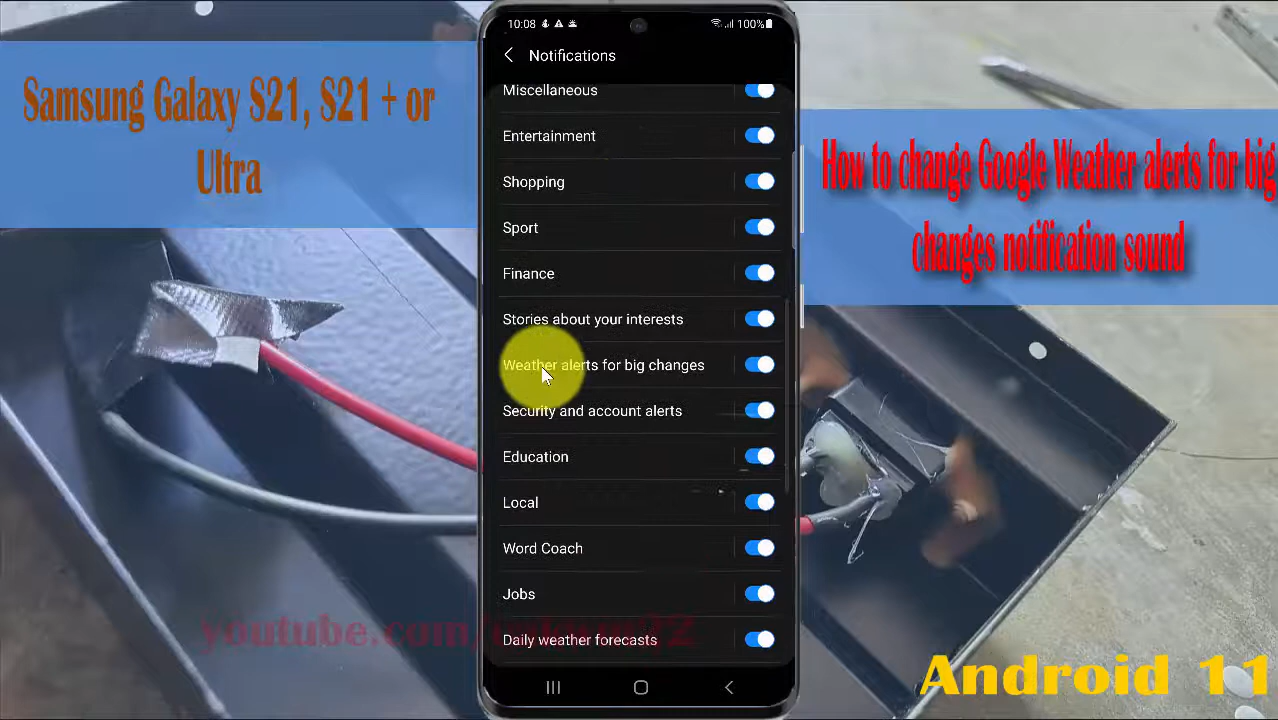 Samsung Galaxy S21, S21 + or
Ultra
10:08
100%
Notifications
Miscellaneous
Entertainment
Shopping
Sport
Finance
Stories about your interests
Weather alerts for big changes
Security and account alerts
Education
Local
Word Coach
Jobs
Daily weather forecasts
How to change Google Weather alerts for big
changes notification sound
youtube.com/
Android 11